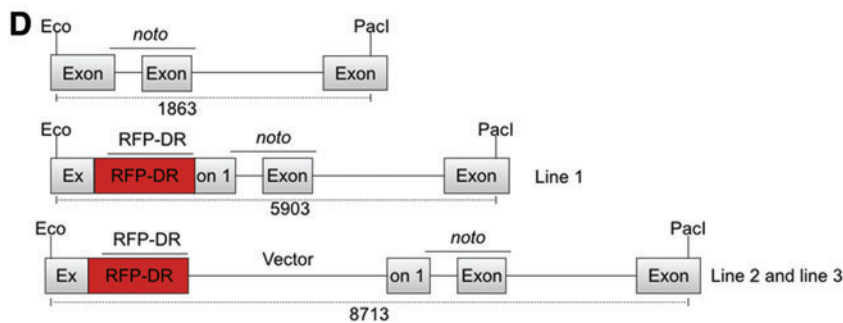 D
Eco PacI
noto
Exon Exon Exon
1863
Eco PacI
RFP-DR noto
Ex RFP-DR on 1 Exon Exon Line 1
5903
Eco PacI
RFP-DR noto
Vector
Ex RFP-DR on 1 Exon Exon Line 2 and line 3
8713